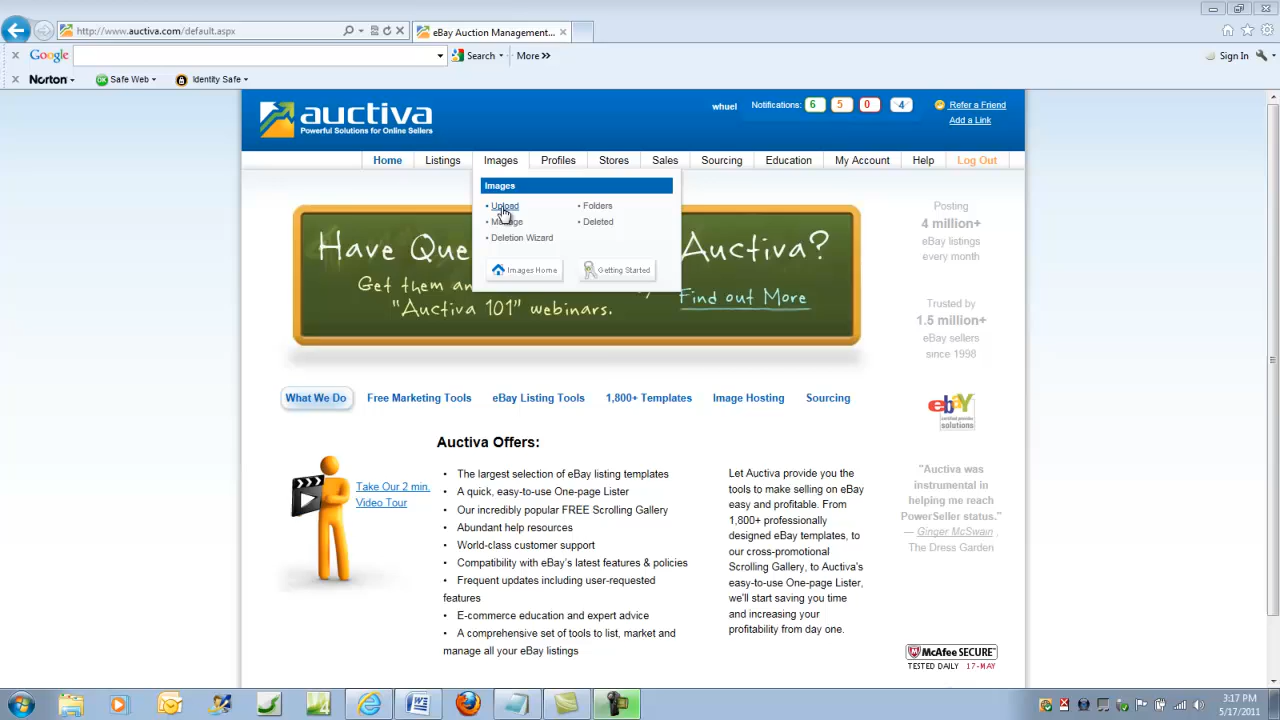 http://www.auctiva.com/default.aspx
eBay Auction Management...
Google
Search
More »
Sign In
Norton
Safe Web
Identity Safe
auctiva
Powerful Solutions for Online Sellers
whuel
Notifications: 6 5 0 4
Refer a Friend
Add a Link
Home Listings Images Profiles Stores Sales Sourcing Education My Account Help Log Out
Images
• Upload
• Folders
• Deleted
• Deletion Wizard
Images Home
Getting Started
Have Que
Auctiva?
Get them an
"Auctiva 101" webinars.
Find out More
Posting
4 million+
eBay listings
every month
Trusted by
1.5 million+
eBay sellers
since 1998
ebY
certified provider
solutions
"Auctiva was
instrumental in
helping me reach
PowerSeller status."
— Ginger McSwain ,
The Dress Garden
What We Do Free Marketing Tools eBay Listing Tools 1,800+ Templates Image Hosting Sourcing
Auctiva Offers:
Take Our 2 min.
Video Tour
• The largest selection of eBay listing templates
• A quick, easy-to-use One-page Lister
• Our incredibly popular FREE Scrolling Gallery
• Abundant help resources
• World-class customer support
• Compatibility with eBay's latest features & policies
• Frequent updates including user-requested
features
• E-commerce education and expert advice
• A comprehensive set of tools to list, market and
manage all your eBay listings
Let Auctiva provide you the
tools to make selling on eBay
easy and profitable. From
1,800+ professionally
designed eBay templates, to
our cross-promotional
Scrolling Gallery, to Auctiva's
easy-to-use One-page Lister,
we'll start saving you time
and increasing your
profitability from day one.
McAfee SECURE
TESTED DAILY 17-MAY
3:17 PM
5/17/2011